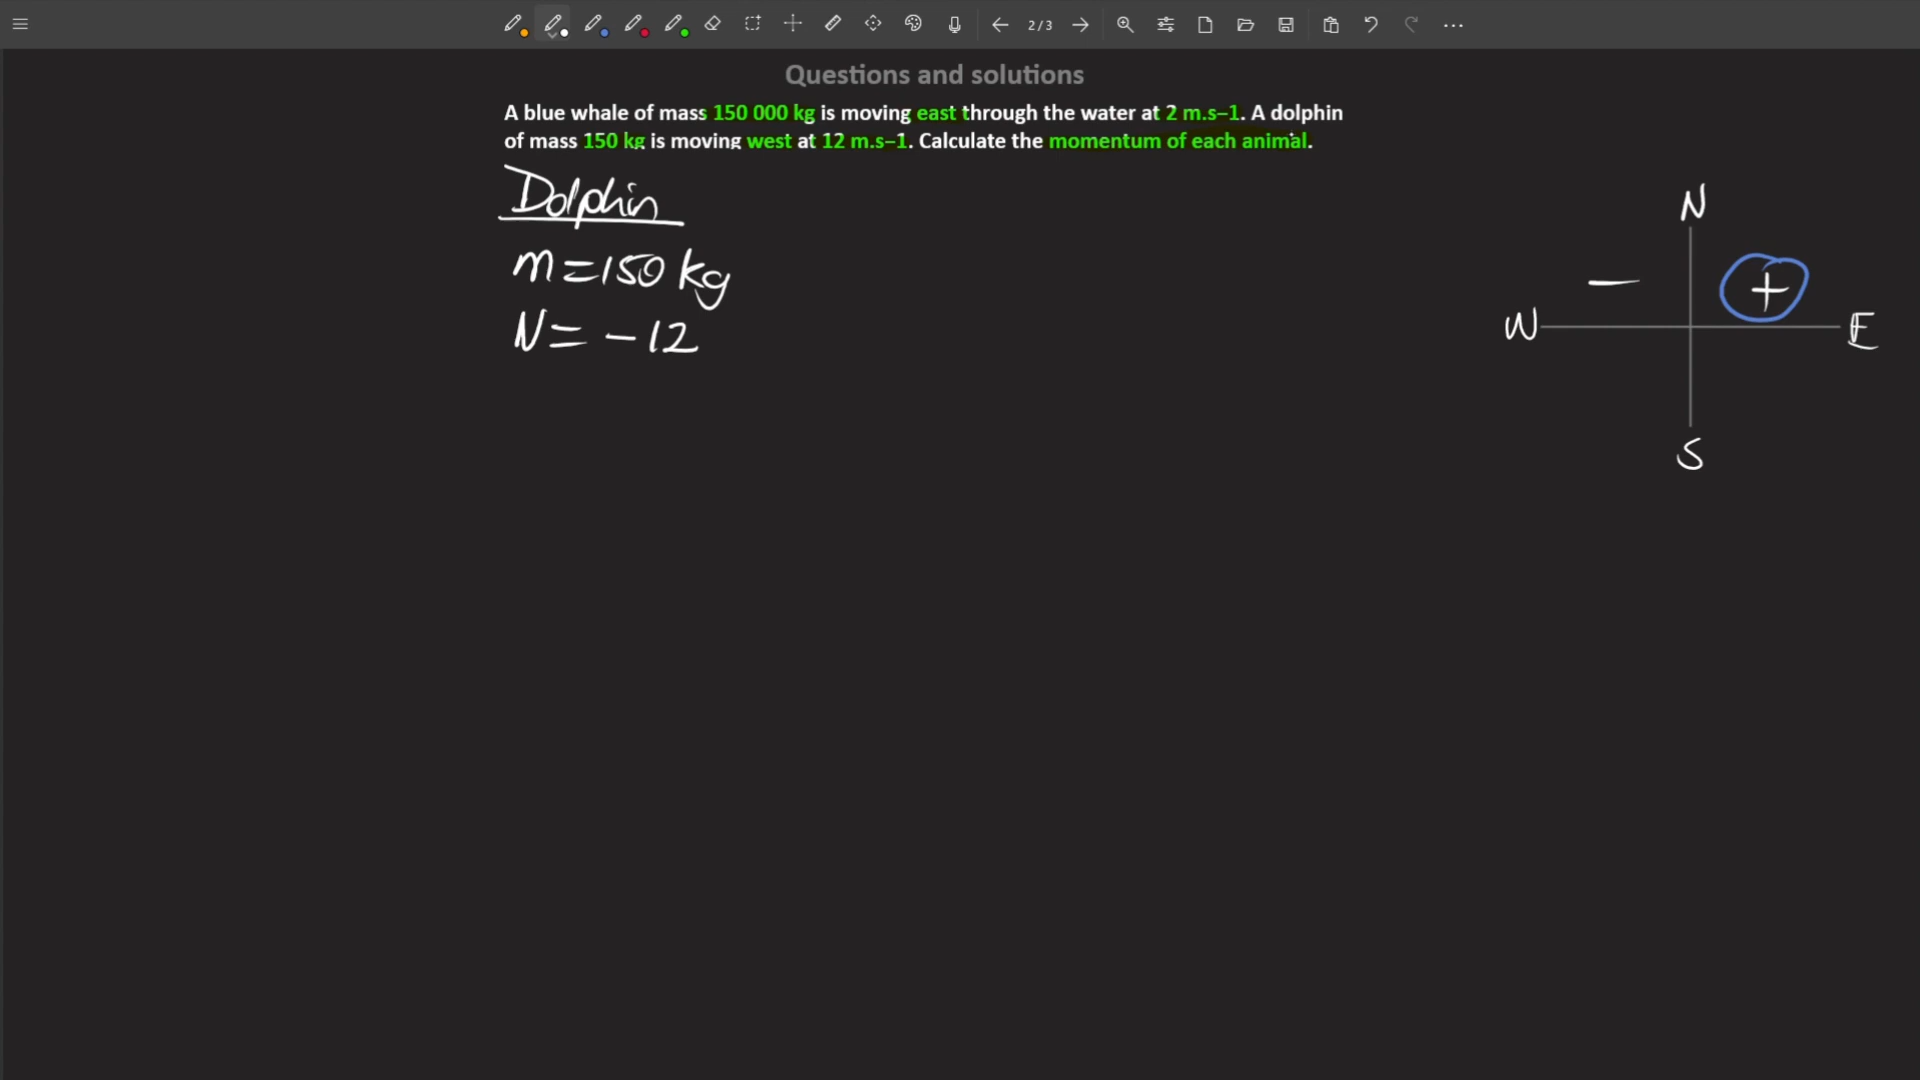 2/3
Questions and solutions
A blue whale of mass 150 000 kg is moving east through the water at 2 m.s–1. A dolphin
of mass 150 kg is moving west at 12 m.s–1. Calculate the momentum of each animal.
Dolphin
m=150 kg
v= -12
N
− +
W E
S